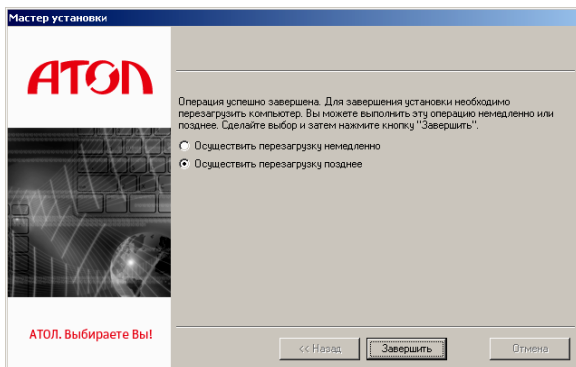 Мастер установки
АТОЛ
Операция успешно завершена. Для завершения установки необходимо
перезагрузить компьютер. Вы можете выполнить эту операцию немедленно или
позднее. Сделайте выбор и затем нажмите кнопку "Завершить".
Осуществить перезагрузку немедленно
Осуществить перезагрузку позднее
АТОЛ. Выбираете Вы!
<< Назад
Завершить
Отмена